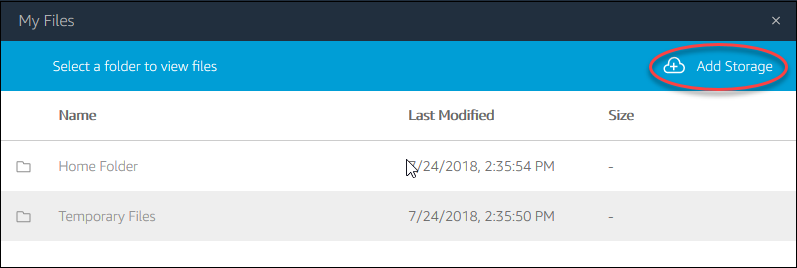 My Files
Select a folder to view files Add Storage
Name Last Modified Size
Home Folder 7/24/2018, 2:35:54 PM -
Temporary Files 7/24/2018, 2:35:50 PM -